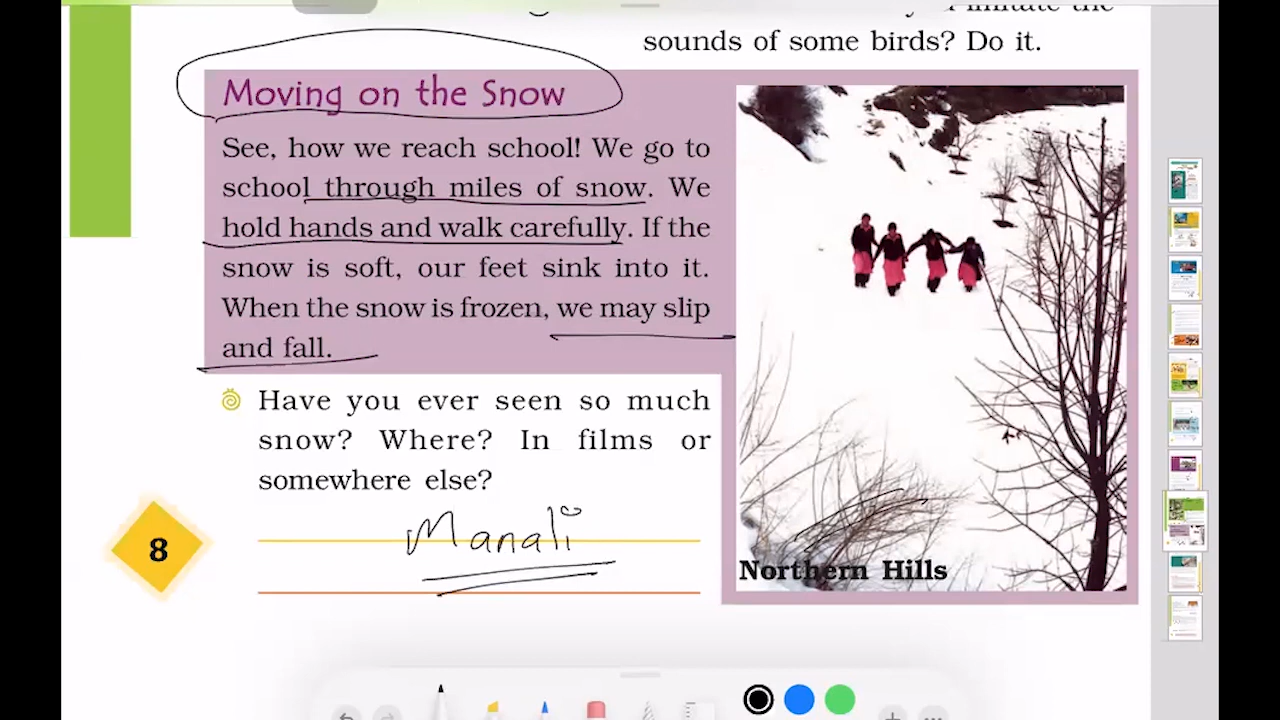 sounds of some birds? Do it.
Moving on the Snow
See, how we reach school! We go to
school through miles of snow. We
hold hands and walk carefully. If the
snow is soft, our feet sink into it.
When the snow is frozen, we may slip
and fall.
Have you ever seen so much
snow? Where? In films or
somewhere else?
Manali
8
Northern Hills